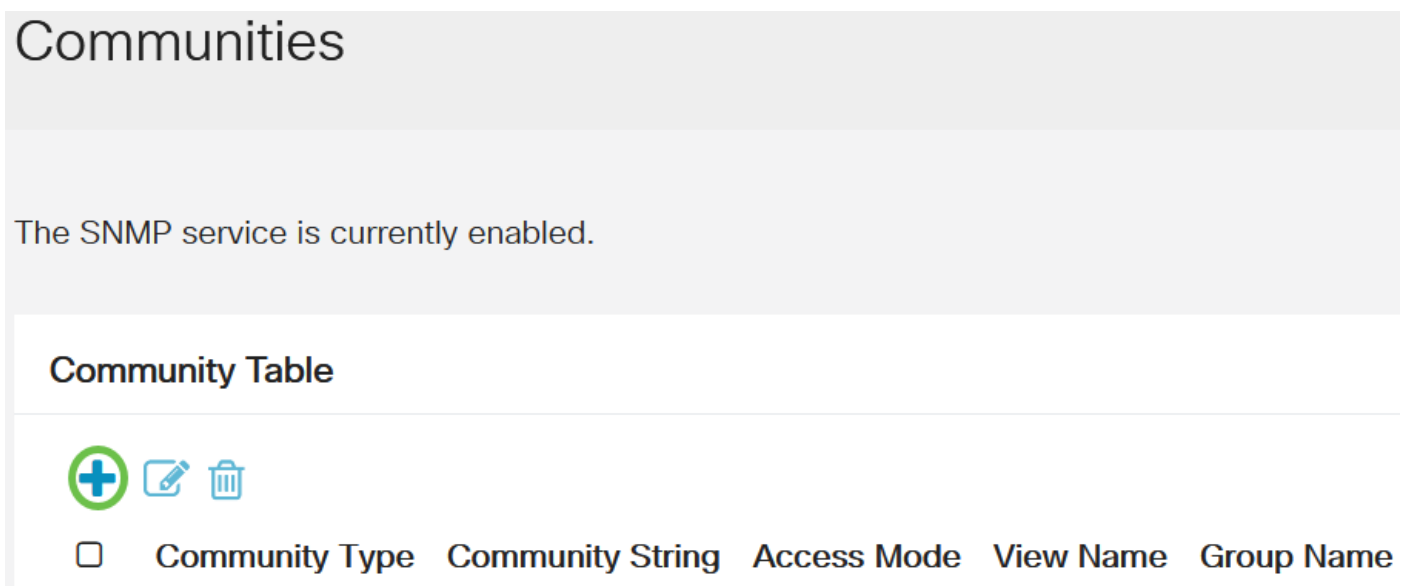 Communities
The SNMP service is currently enabled.
Community Table
Community Type Community String Access Mode View Name Group Name